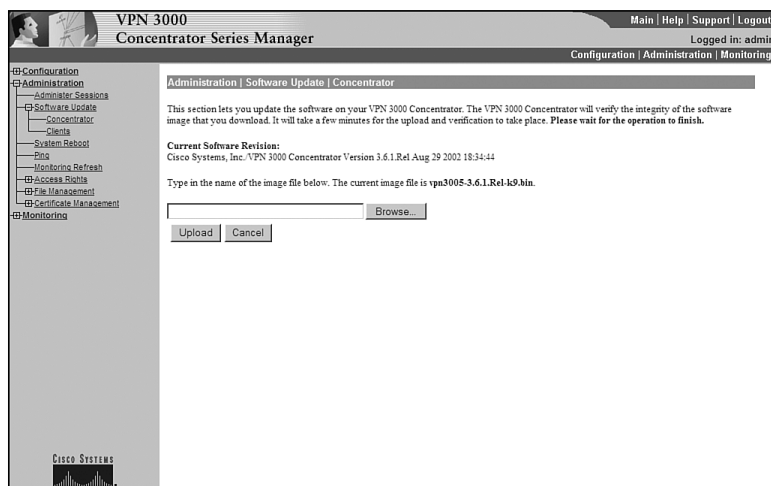 VPN 3000
Concentrator Series Manager
Main | Help | Support | Logout
Logged in: admin
Configuration | Administration | Monitoring
Configuration
Administration
Administer Sessions
Software Update
Concentrator
Clients
System Reboot
Ping
Monitoring Refresh
Access Rights
File Management
Certificate Management
Monitoring
Administration | Software Update | Concentrator
This section lets you update the software on your VPN 3000 Concentrator. The VPN 3000 Concentrator will verify the integrity of the software
image that you download. It will take a few minutes for the upload and verification to take place. Please wait for the operation to finish.
Current Software Revision:
Cisco Systems, Inc./VPN 3000 Concentrator Version 3.6.1.Rel Aug 29 2002 18:34:44
Type in the name of the image file below. The current image file is vpn3005-3.6.1.Rel-k9.bin.
Browse...
Upload Cancel
CISCO SYSTEMS